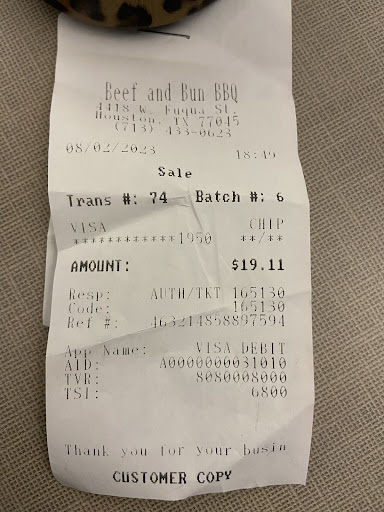 Beef and Bun BBQ
4418 W. Fuqua St.
Houston, TX 77045
(713) 433-0623
08/02/2023 18:49
Sale
Trans #: 74 Batch #: 6
VISA CHIP
************1950 **/**
AMOUNT: $19.11
Resp: AUTH/TKT 165130
Code: 165130
Ref #: 463214858897594
App Name: VISA DEBIT
AID: A0000000031010
TVR: 8080008000
TSI: 6800
Thank you for your busin
CUSTOMER COPY